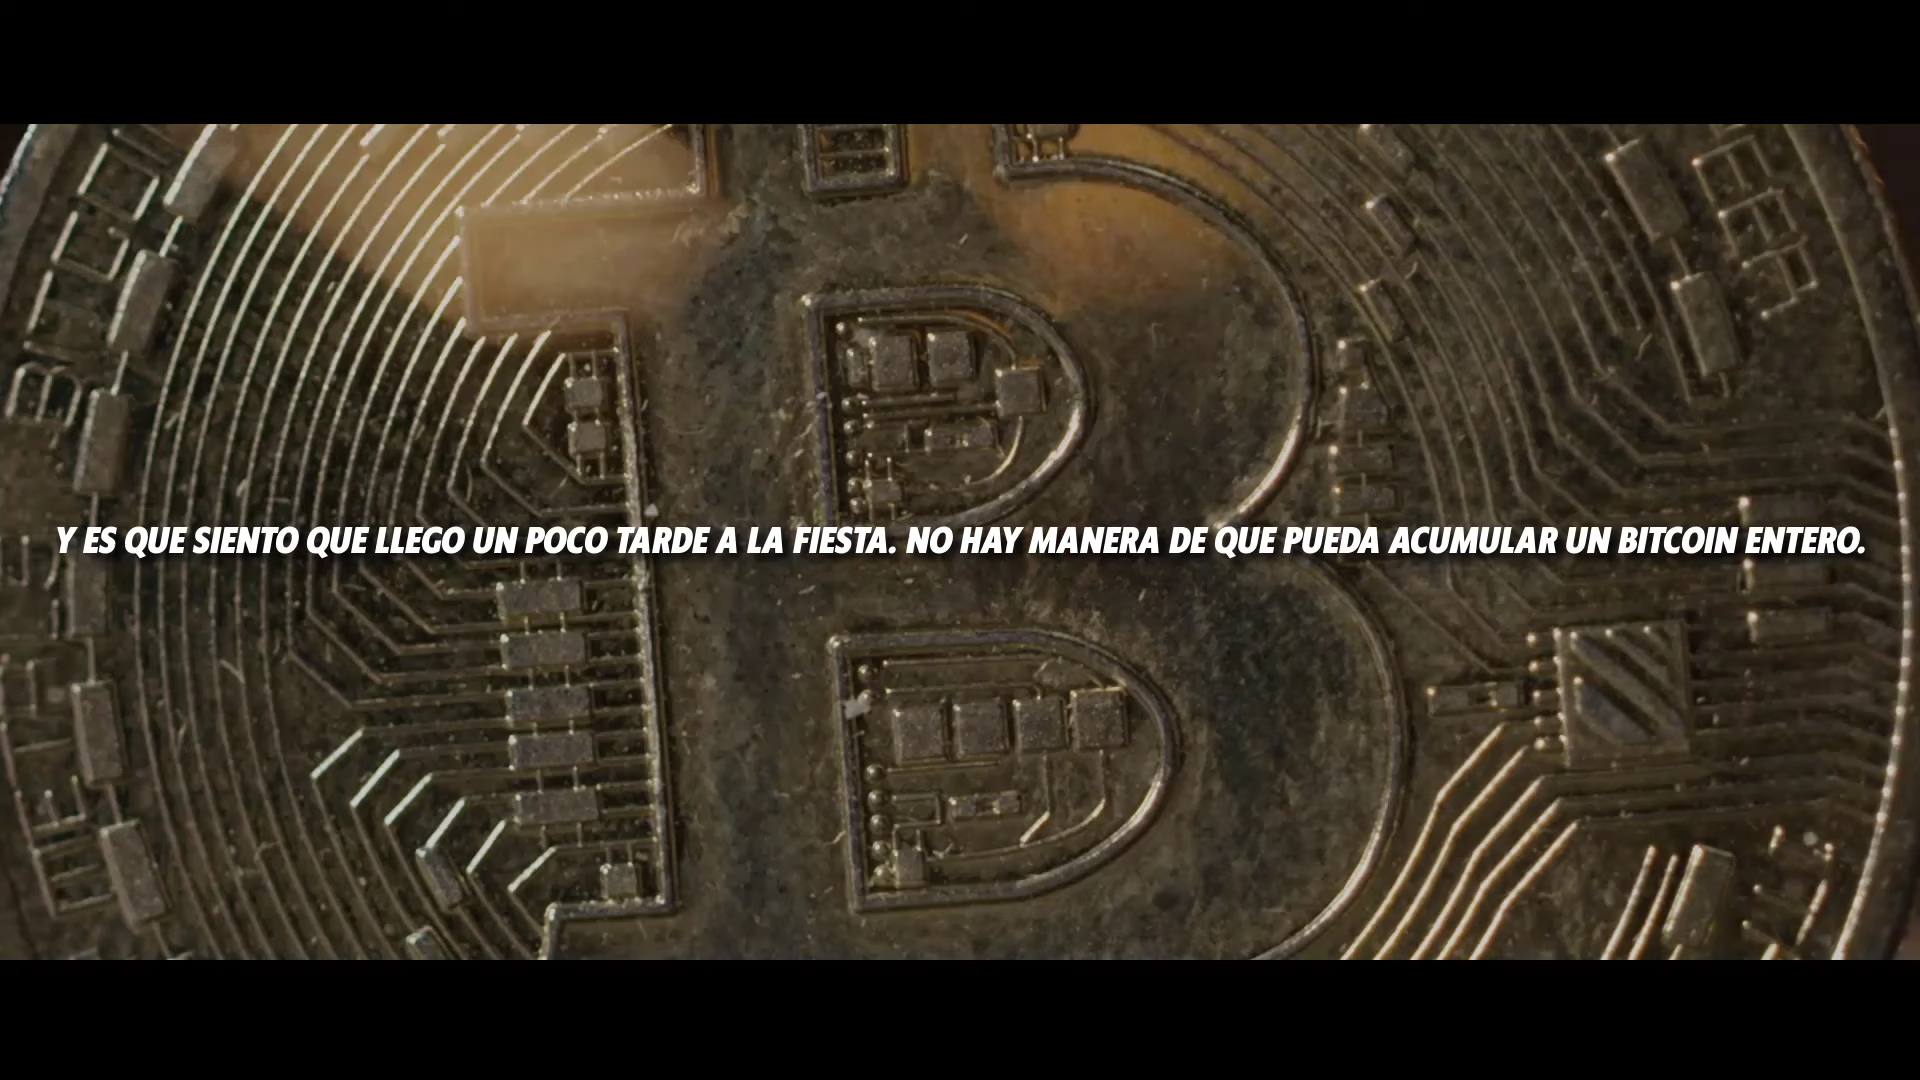 Y ES QUE SIENTO QUE LLEGO UN POCO TARDE A LA FIESTA. NO HAY MANERA DE QUE PUEDA ACUMULAR UN BITCOIN ENTERO.